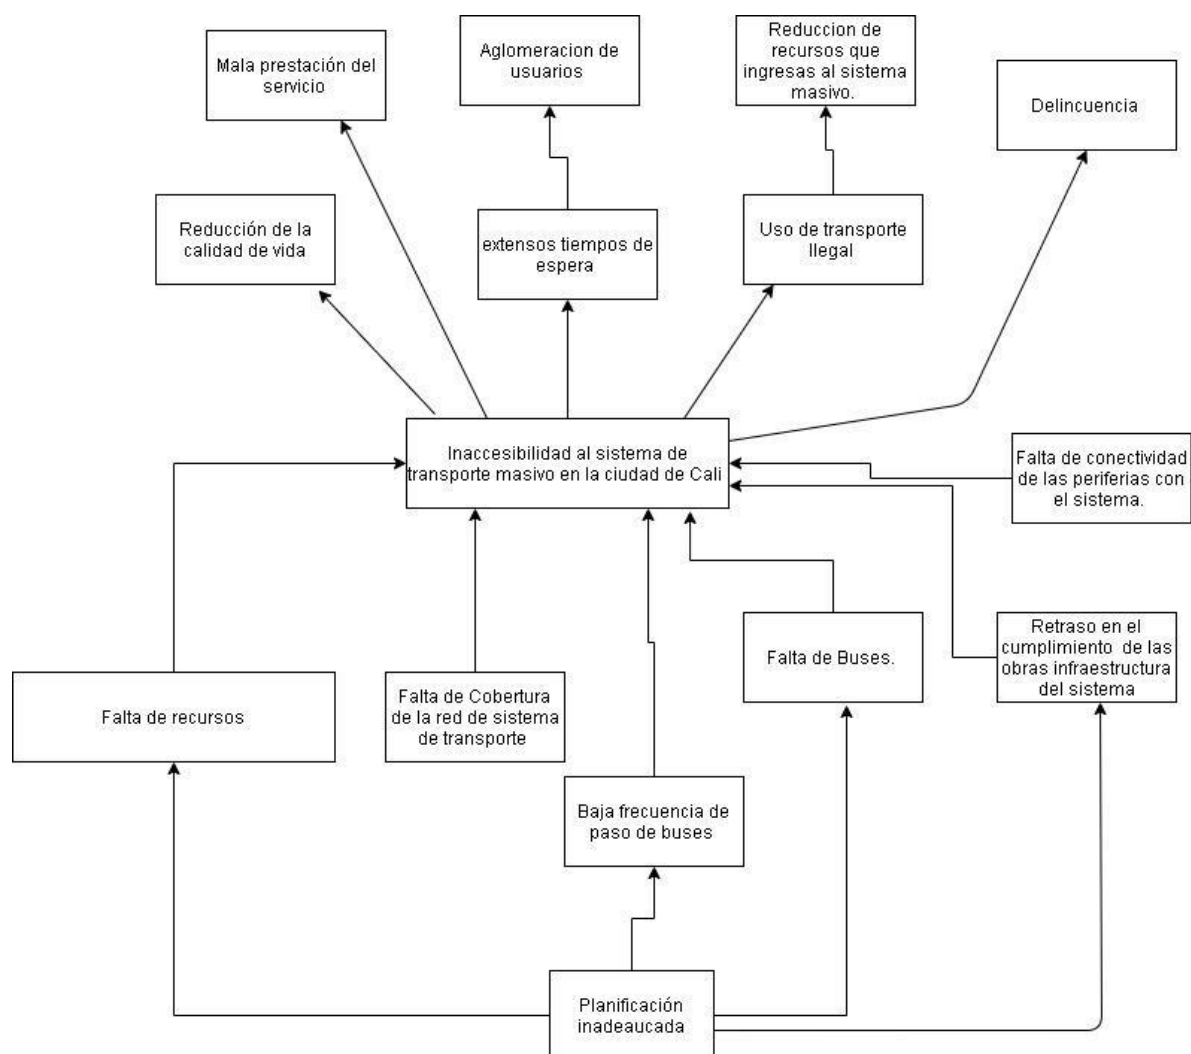 Mala prestación del
servicio
Aglomeracion de
usuarios
Reduccion de
recursos que
ingresas al sistema
masivo.
Delincuencia
Reducción de la
calidad de vida
extensos tiempos de
espera
Uso de transporte
Ilegal
Inaccesibilidad al sistema de
transporte masivo en la ciudad de Cali
Falta de conectividad
de las periferias con
el sistema.
Falta de recursos
Falta de Cobertura
de la red de sistema
de transporte
Baja frecuencia de
paso de buses
Falta de Buses.
Retraso en el
cumplimiento de las
obras infraestructura
del sistema
Planificación
inadeaucada